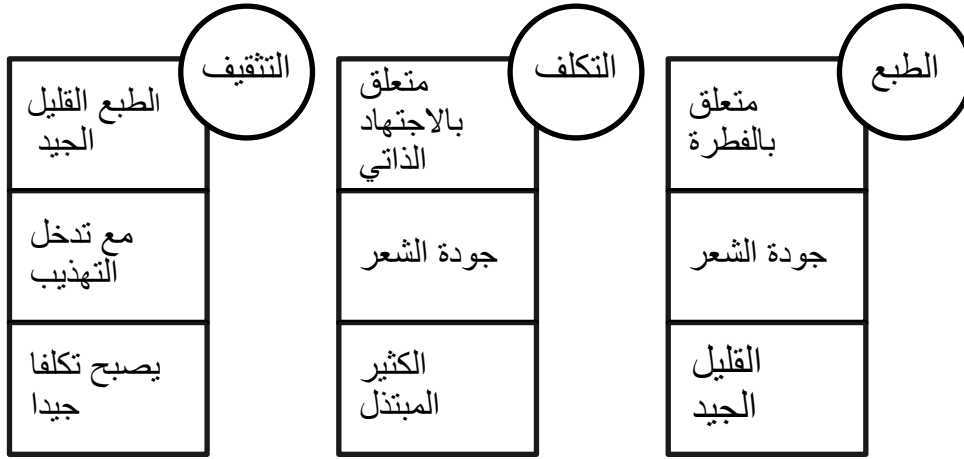 الطبع
متعلق
بالفطرة
جودة الشعر
القليل
الجيد
التكلف
متعلق
بالاجتهاد
الذاتي
جودة الشعر
الكثير
المبتذل
التثقيف
الطبع القليل
الجيد
مع تدخل
التهذيب
يصبح تكلفا
جيدا